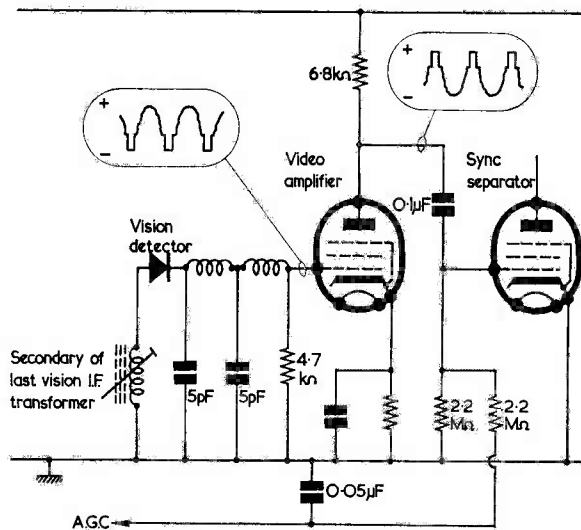 +
−
6·8kΩ
+
−
Video
amplifier
Sync
separator
0·1μF
Vision
detector
Secondary of
last vision I.F.
transformer
5pF
5pF
4·7
kΩ
2·2
MΩ
2·2
MΩ
0·05μF
A.G.C